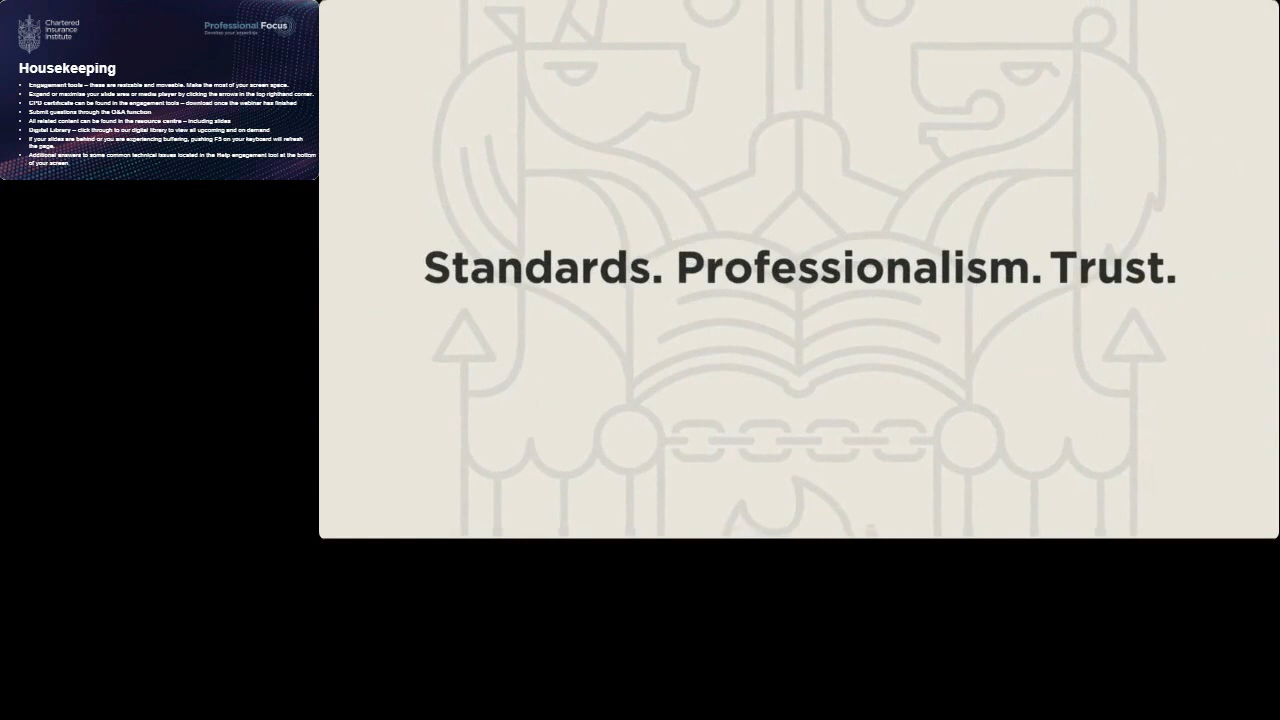 Chartered
Insurance
Institute
Professional Focus
Develop your expertise
Housekeeping
• Engagement tools – these are resizable and moveable. Make the most of your screen space.
• Expand or maximise your slide area or media player by clicking the arrows in the top righthand corner.
• CPD certificate can be found in the engagement tools – download once the webinar has finished
• Submit questions through the Q&A function
• All related content can be found in the resource centre – including slides
• Digital Library – click through to our digital library to view all upcoming and on demand
• If your slides are behind or you are experiencing buffering, pushing F5 on your keyboard will refresh
the page.
• Additional answers to some common technical issues located in the Help engagement tool at the bottom
of your screen.
Standards. Professionalism. Trust.